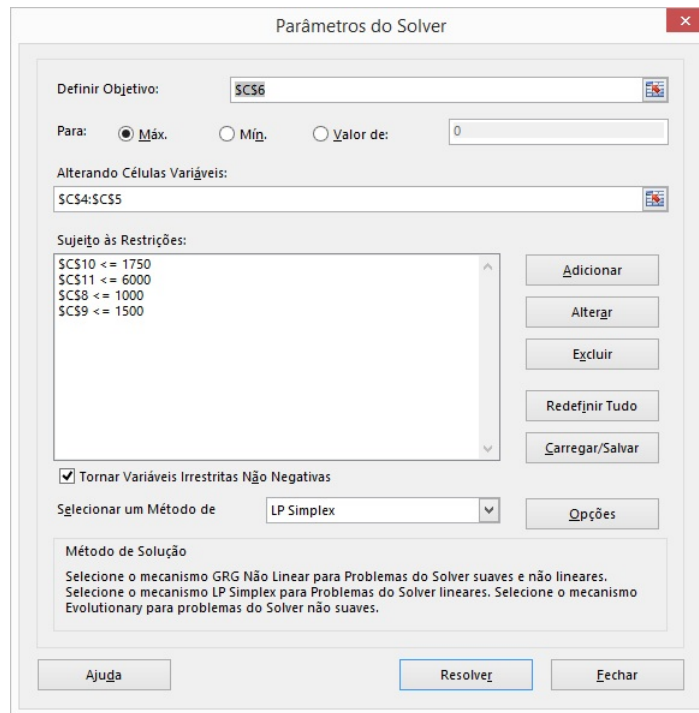 Parâmetros do Solver
×
Definir Objetivo: $C$6
Para: Máx. Mín. Valor de: 0
Alterando Células Variáveis:
$C$4:$C$5
Sujeito às Restrições:
$C$10 <= 1750
$C$11 <= 6000
$C$8 <= 1000
$C$9 <= 1500
Adicionar
Alterar
Excluir
Redefinir Tudo
Carregar/Salvar
Tornar Variáveis Irrestritas Não Negativas
Selecionar um Método de LP Simplex Opções
Método de Solução
Selecione o mecanismo GRG Não Linear para Problemas do Solver suaves e não lineares.
Selecione o mecanismo LP Simplex para Problemas do Solver lineares. Selecione o mecanismo
Evolutionary para problemas do Solver não suaves.
Ajuda Resolver Fechar